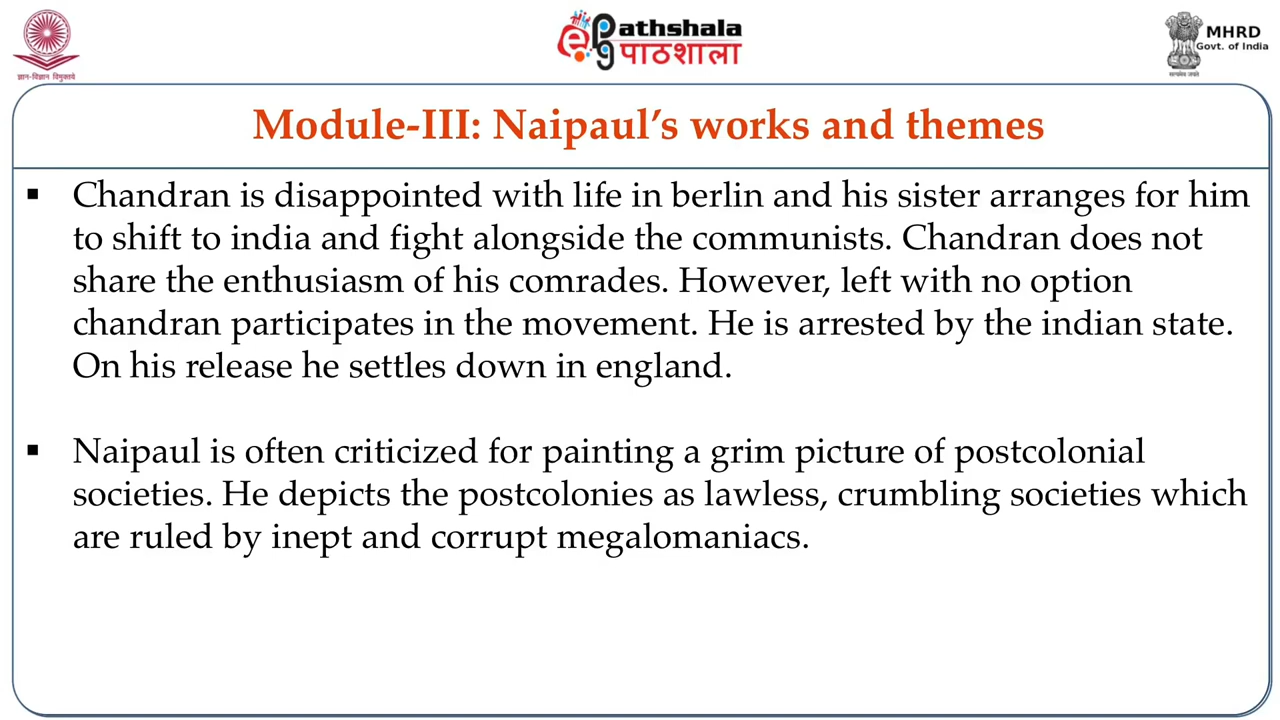 ज्ञान-विज्ञान विमुक्तये
ePG Pathshala
पाठशाला
MHRD
Govt. of India
सत्यमेव जयते
Module-III: Naipaul’s works and themes
▪ Chandran is disappointed with life in berlin and his sister arranges for him
to shift to india and fight alongside the communists. Chandran does not
share the enthusiasm of his comrades. However, left with no option
chandran participates in the movement. He is arrested by the indian state.
On his release he settles down in england.
▪ Naipaul is often criticized for painting a grim picture of postcolonial
societies. He depicts the postcolonies as lawless, crumbling societies which
are ruled by inept and corrupt megalomaniacs.